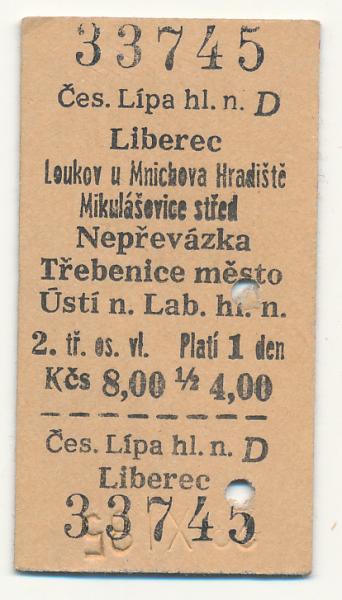 33745
Čes. Lípa hl. n. D
Liberec
Loukov u Mnichova Hradiště
Mikulášovice střed
Nepřevázka
Třebenice město
Ústí n. Lab. hl. n.
2. tř. os. vl. Platí 1 den
Kčs 8,00 ½ 4,00
Čes. Lípa hl. n. D
Liberec
33745